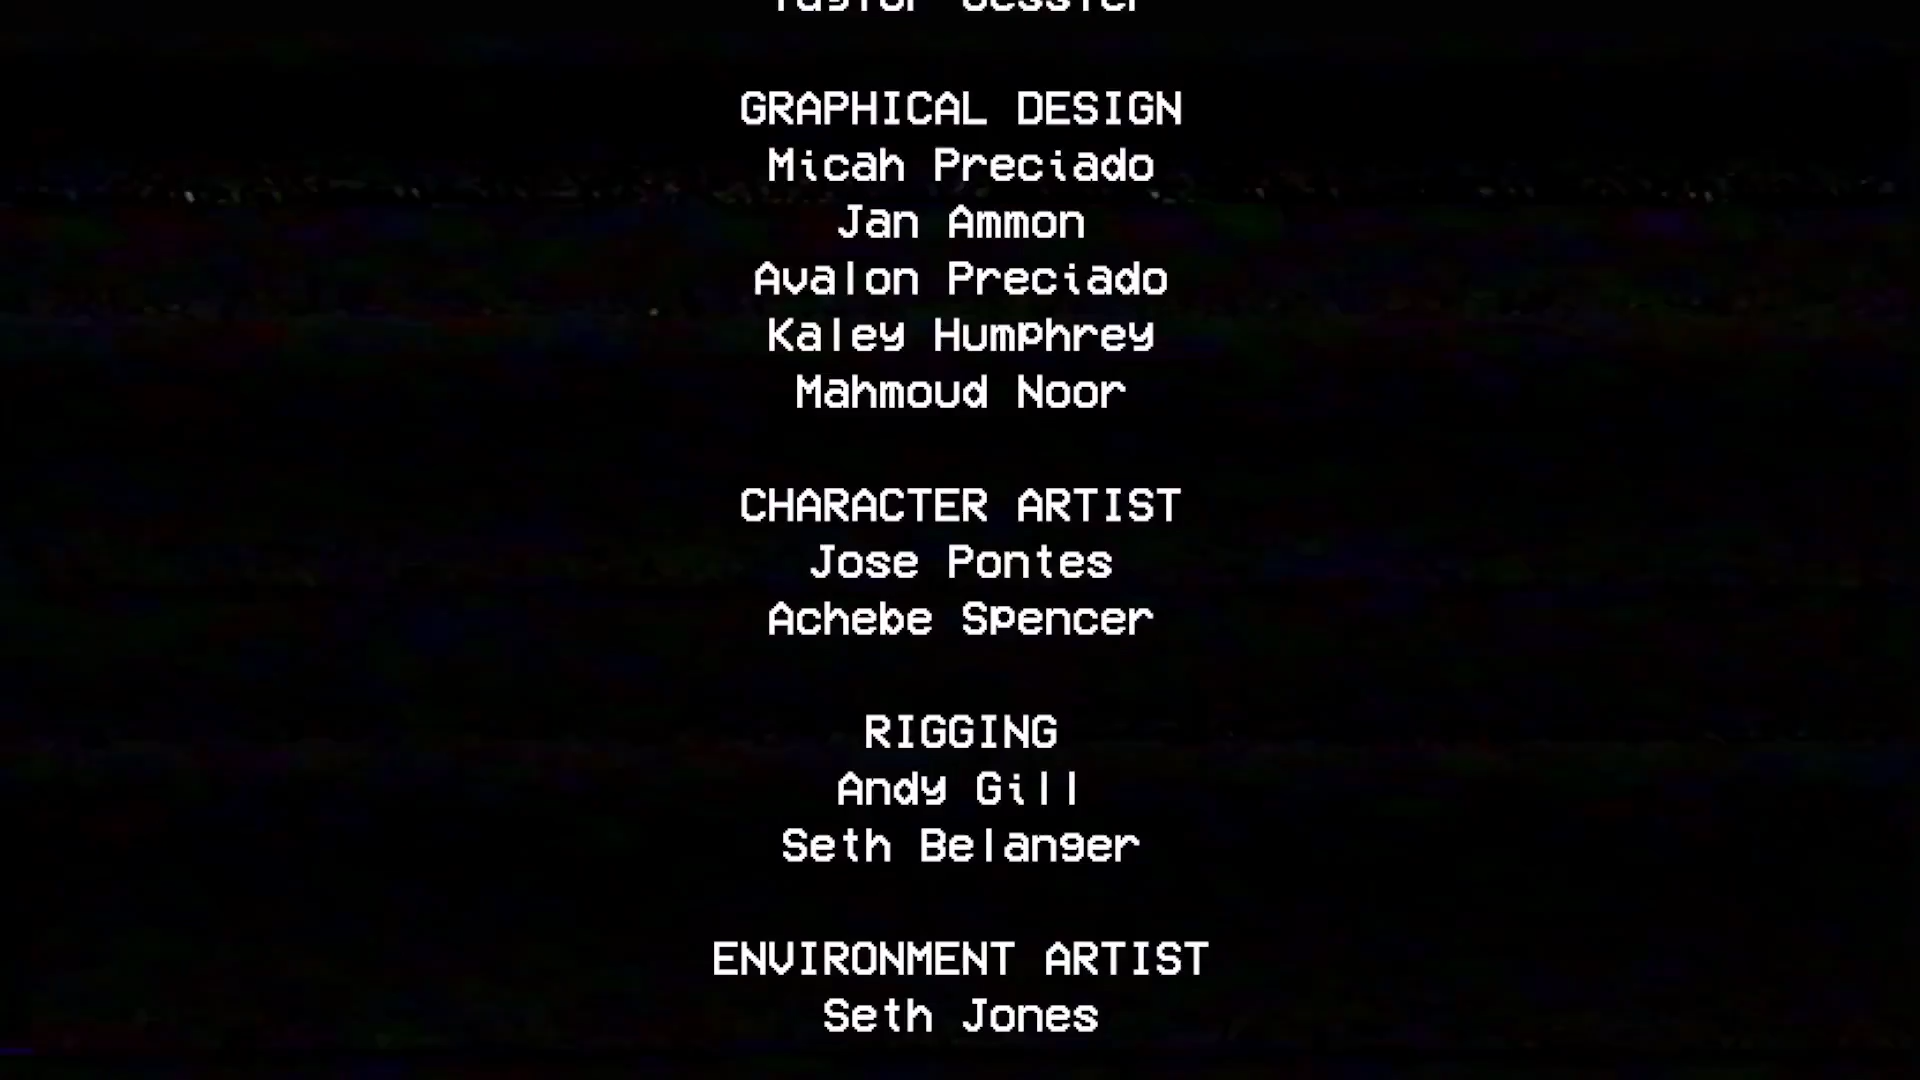 GRAPHICAL DESIGN
Micah Preciado
Jan Ammon
Avalon Preciado
Kaley Humphrey
Mahmoud Noor
CHARACTER ARTIST
Jose Pontes
Achebe Spencer
RIGGING
Andy Gill
Seth Belanger
ENVIRONMENT ARTIST
Seth Jones